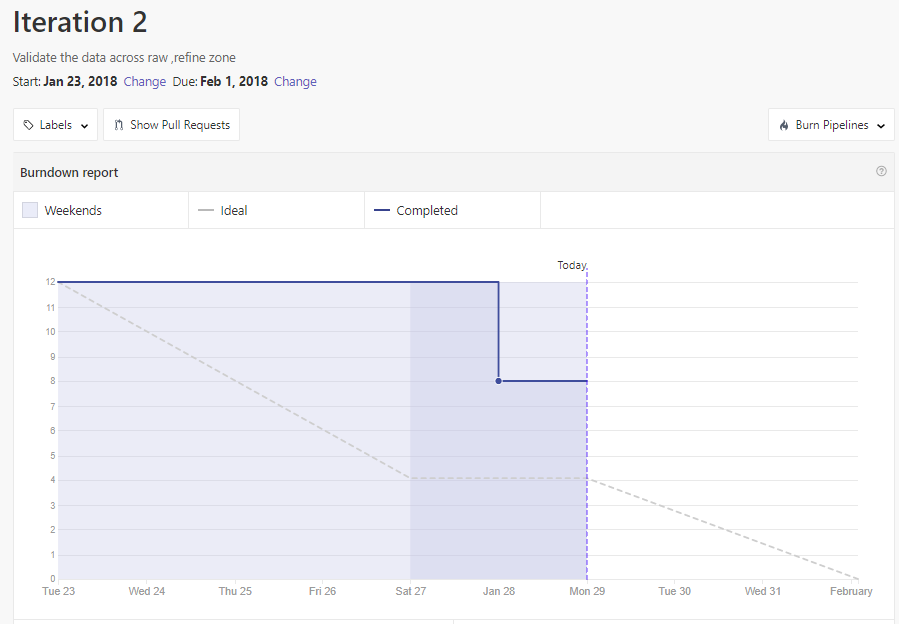 Iteration 2
Validate the data across raw ,refine zone
Start: Jan 23, 2018 Change Due: Feb 1, 2018 Change
Labels Show Pull Requests Burn Pipelines
Burndown report
Weekends Ideal Completed
Today
12
11
10
9
8
7
6
5
4
3
2
1
0
Tue 23 Wed 24 Thu 25 Fri 26 Sat 27 Jan 28 Mon 29 Tue 30 Wed 31 February